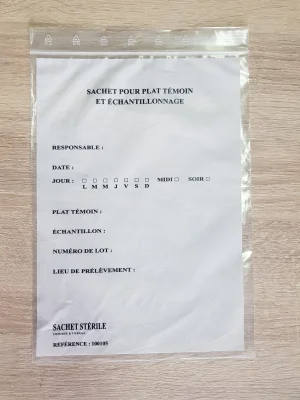 SACHET POUR PLAT TÉMOIN
ET ÉCHANTILLONNAGE
RESPONSABLE :
DATE :
JOUR : □ □ □ □ □ □ □ MIDI □ SOIR □
L M M J V S D
PLAT TÉMOIN :
ÉCHANTILLON :
NUMÉRO DE LOT :
LIEU DE PRÉLÈVEMENT :
SACHET STÉRILE
RÉFÉRENCE : 100105